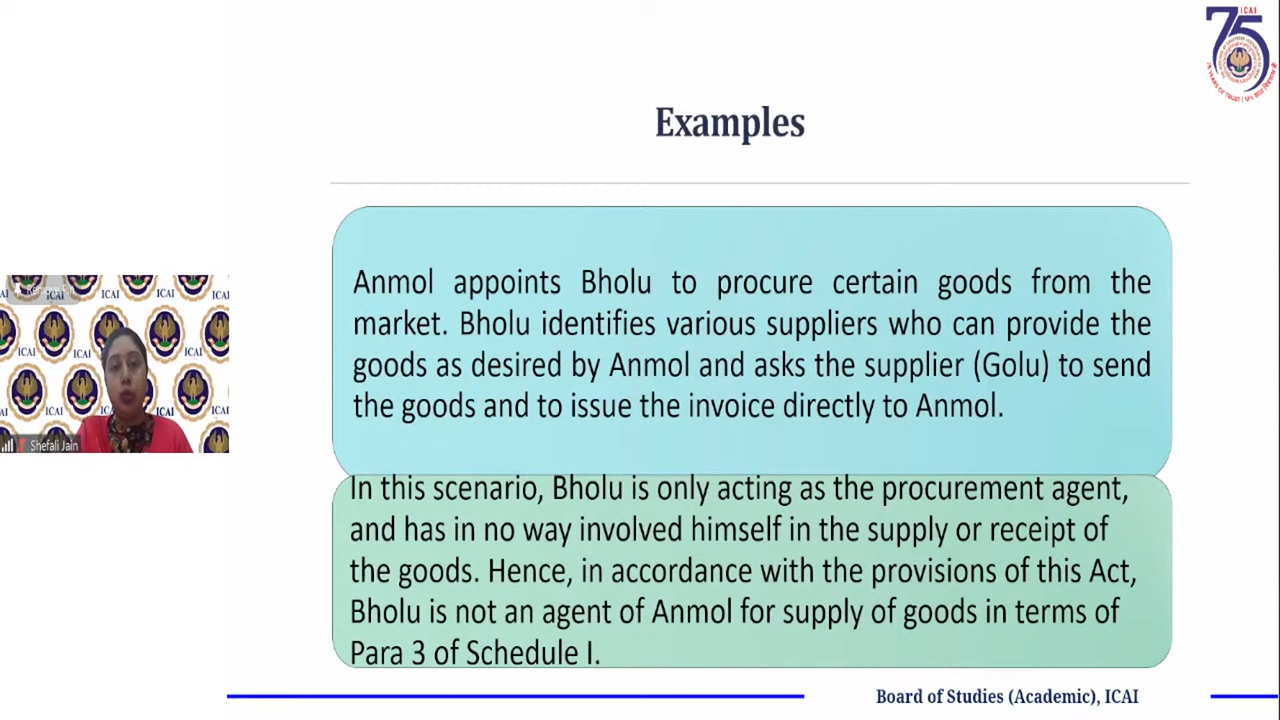 ICAI
75
Examples
Anmol appoints Bholu to procure certain goods from the
market. Bholu identifies various suppliers who can provide the
goods as desired by Anmol and asks the supplier (Golu) to send
the goods and to issue the invoice directly to Anmol.
In this scenario, Bholu is only acting as the procurement agent,
and has in no way involved himself in the supply or receipt of
the goods. Hence, in accordance with the provisions of this Act,
Bholu is not an agent of Anmol for supply of goods in terms of
Para 3 of Schedule I.
ICAI
ICAI
ICAI
ICAI
ICAI
Shefali Jain
Board of Studies (Academic), ICAI